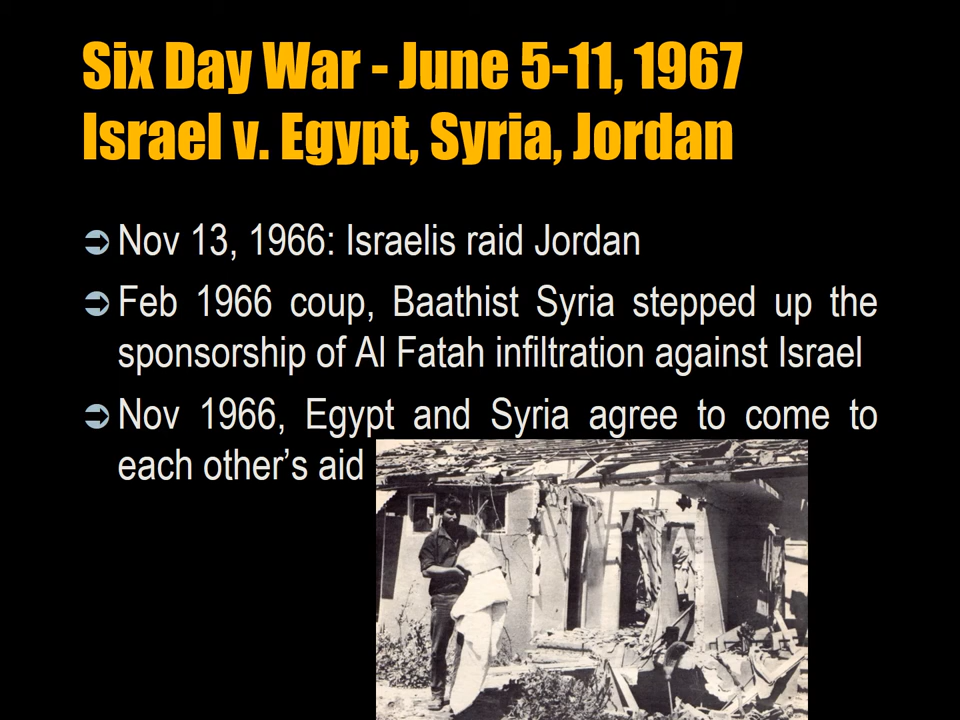 Six Day War - June 5-11, 1967
Israel v. Egypt, Syria, Jordan
Nov 13, 1966: Israelis raid Jordan
Feb 1966 coup, Baathist Syria stepped up the
sponsorship of Al Fatah infiltration against Israel
Nov 1966, Egypt and Syria agree to come to
each other’s aid